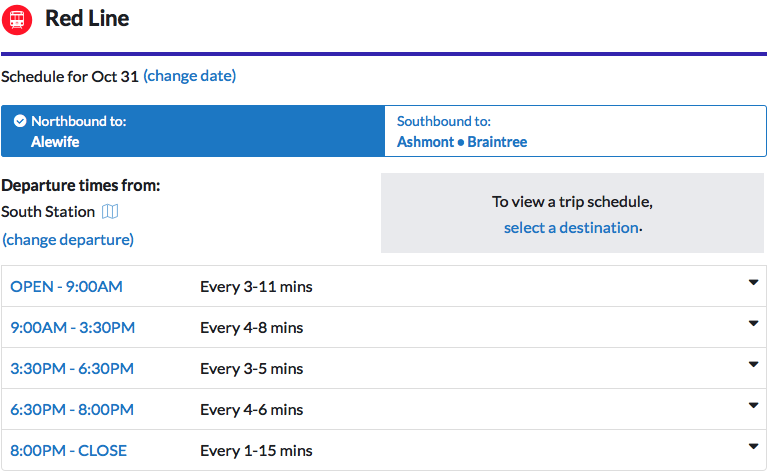 Red Line
Schedule for Oct 31 (change date)
Northbound to:
Alewife
Southbound to:
Ashmont • Braintree
Departure times from:
South Station
(change departure)
To view a trip schedule,
select a destination.
OPEN - 9:00AM Every 3-11 mins
9:00AM - 3:30PM Every 4-8 mins
3:30PM - 6:30PM Every 3-5 mins
6:30PM - 8:00PM Every 4-6 mins
8:00PM - CLOSE Every 1-15 mins